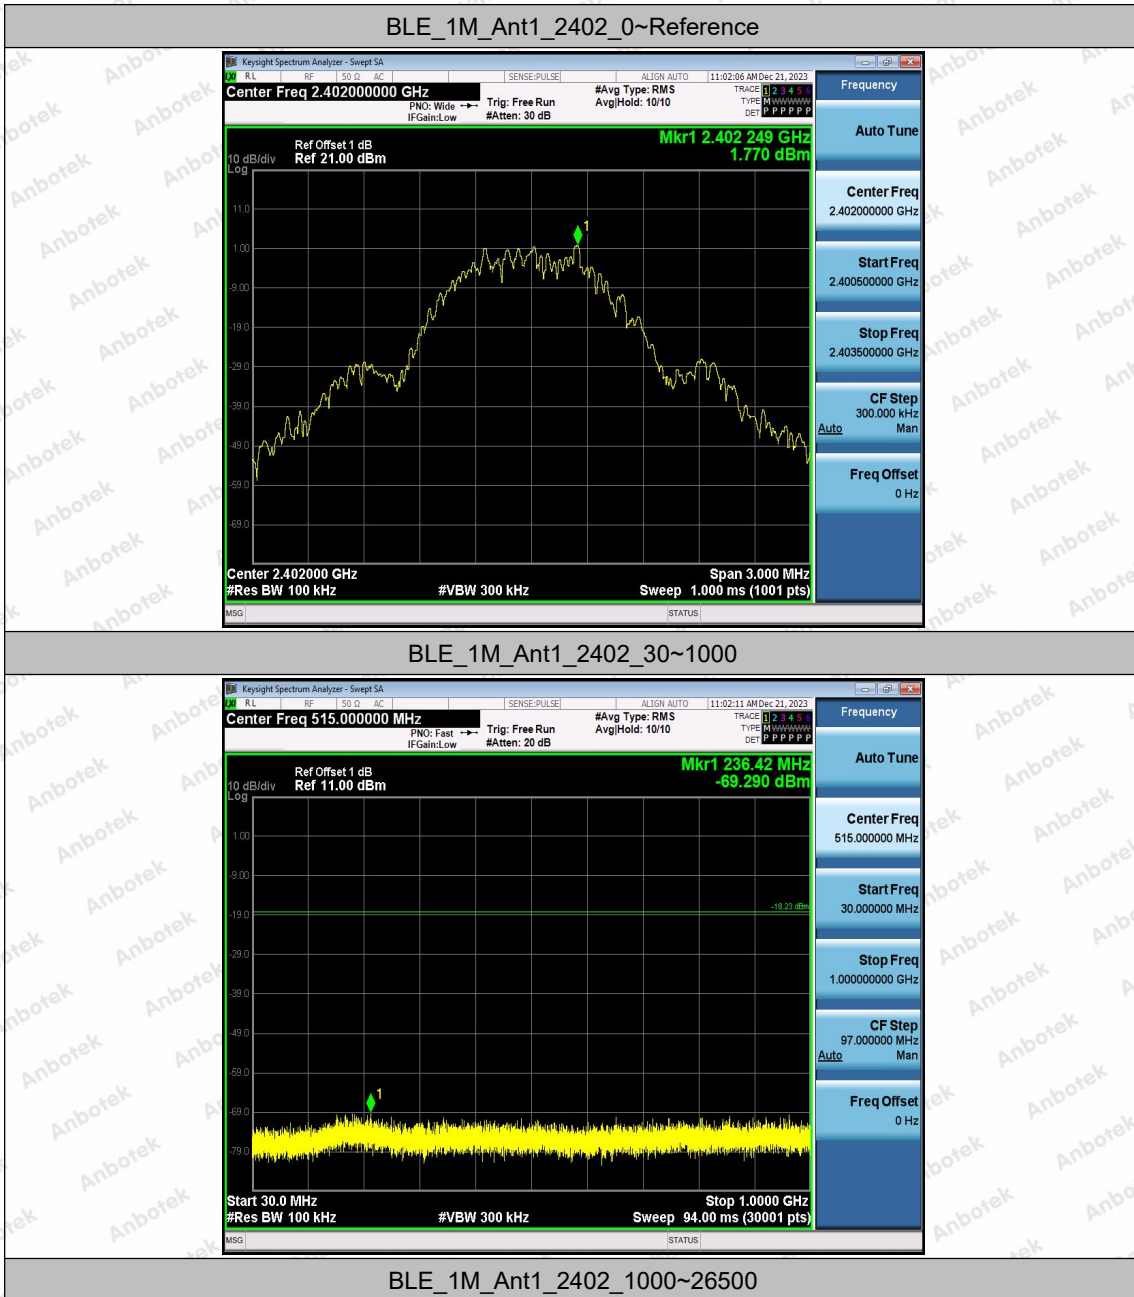 BLE_1M_Ant1_2402_0~Reference
Keysight Spectrum Analyzer - Swept SA
LXI RL RF 50 Ω AC SENSE:PULSE ALIGN AUTO 11:02:06 AM Dec 21, 2023
Center Freq 2.402000000 GHz
PNO: Wide
IFGain:Low
Trig: Free Run
#Atten: 30 dB
#Avg Type: RMS
Avg|Hold: 10/10
TRACE 1 2 3 4 5 6
TYPE M W W W W W
DET P P P P P P
Ref Offset 1 dB
10 dB/div Ref 21.00 dBm
Log
Mkr1 2.402 249 GHz
1.770 dBm
11.0
1.00
-9.00
-19.0
-29.0
-39.0
-49.0
-59.0
-69.0
1
Center 2.402000 GHz Span 3.000 MHz
#Res BW 100 kHz #VBW 300 kHz Sweep 1.000 ms (1001 pts)
MSG STATUS
Frequency
Auto Tune
Center Freq
2.402000000 GHz
Start Freq
2.400500000 GHz
Stop Freq
2.403500000 GHz
CF Step
300.000 kHz
Auto Man
Freq Offset
0 Hz
BLE_1M_Ant1_2402_30~1000
Keysight Spectrum Analyzer - Swept SA
LXI RL RF 50 Ω AC SENSE:PULSE ALIGN AUTO 11:02:11 AM Dec 21, 2023
Center Freq 515.000000 MHz
PNO: Fast
IFGain:Low
Trig: Free Run
#Atten: 20 dB
#Avg Type: RMS
Avg|Hold: 10/10
TRACE 1 2 3 4 5 6
TYPE M W W W W W
DET P P P P P P
Ref Offset 1 dB
10 dB/div Ref 11.00 dBm
Log
Mkr1 236.42 MHz
-69.290 dBm
1.00
-9.00
-19.0
-29.0
-39.0
-49.0
-59.0
-69.0
-79.0
-18.23 dBm
1
Start 30.0 MHz Stop 1.0000 GHz
#Res BW 100 kHz #VBW 300 kHz Sweep 94.00 ms (30001 pts)
MSG STATUS
Frequency
Auto Tune
Center Freq
515.000000 MHz
Start Freq
30.000000 MHz
Stop Freq
1.000000000 GHz
CF Step
97.000000 MHz
Auto Man
Freq Offset
0 Hz
BLE_1M_Ant1_2402_1000~26500